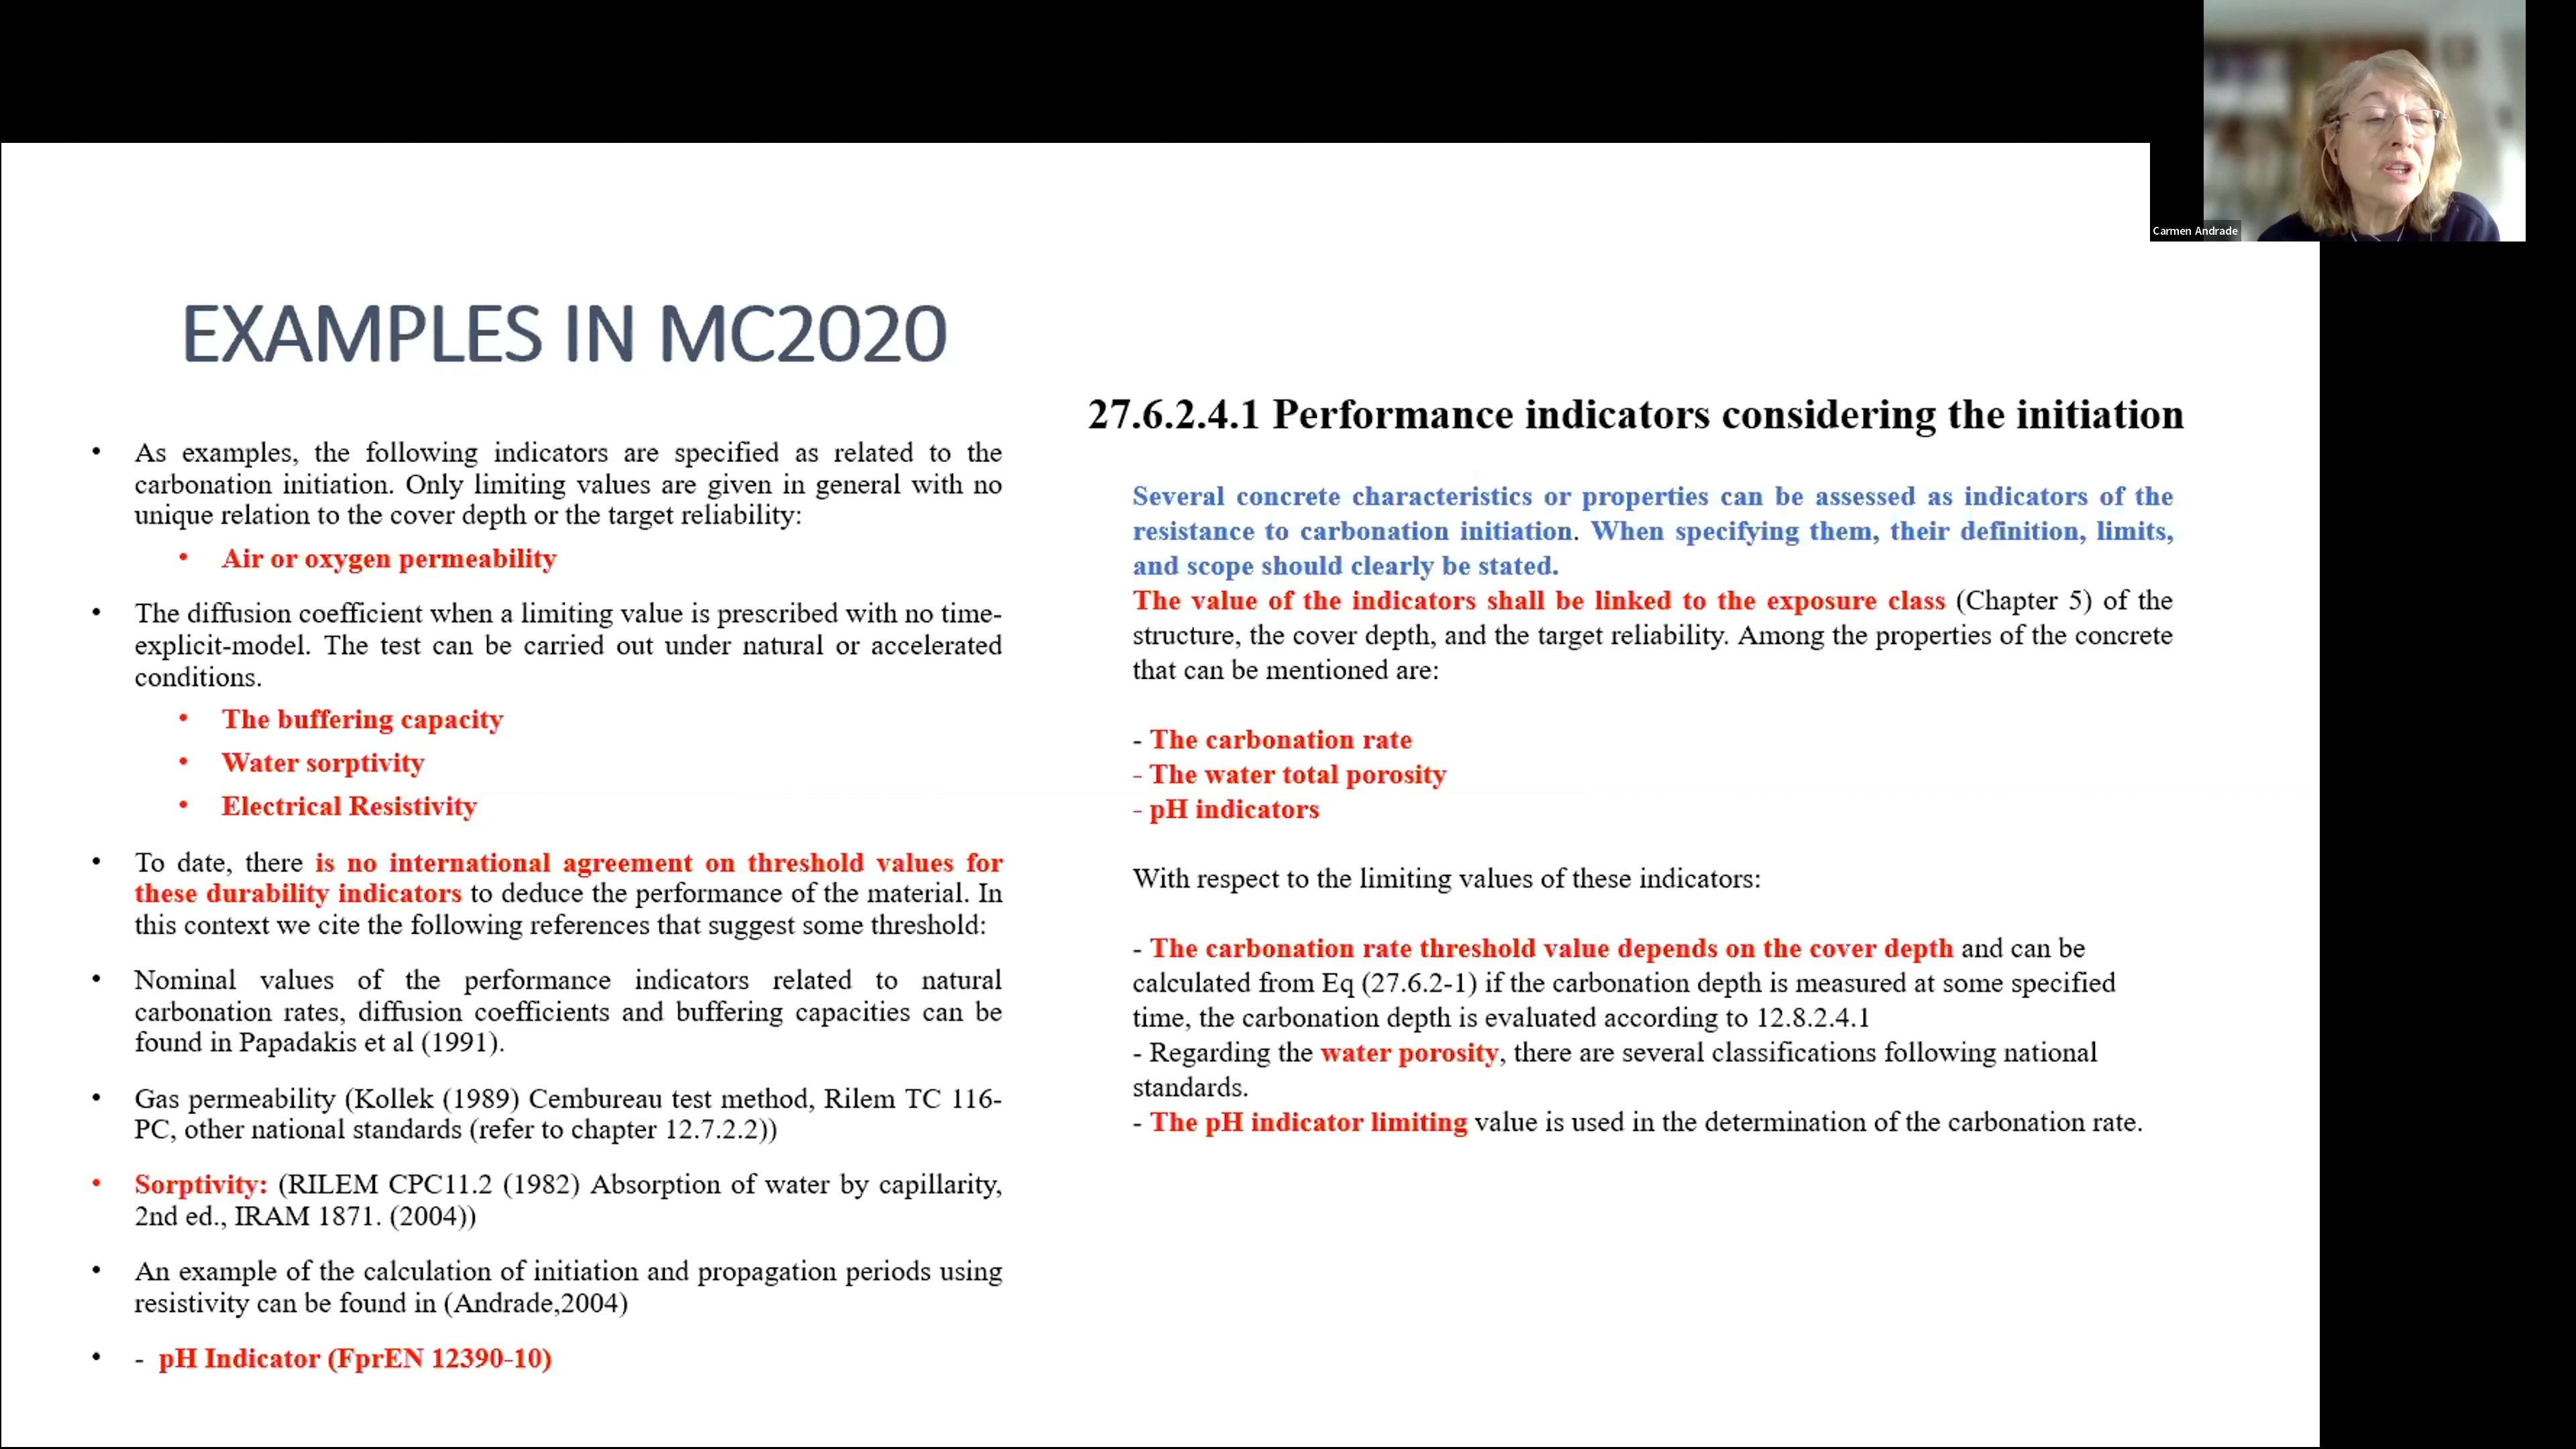 Carmen Andrade
EXAMPLES IN MC2020
• As examples, the following indicators are specified as related to the
carbonation initiation. Only limiting values are given in general with no
unique relation to the cover depth or the target reliability:
• Air or oxygen permeability
• The diffusion coefficient when a limiting value is prescribed with no time-
explicit-model. The test can be carried out under natural or accelerated
conditions.
• The buffering capacity
• Water sorptivity
• Electrical Resistivity
• To date, there is no international agreement on threshold values for
these durability indicators to deduce the performance of the material. In
this context we cite the following references that suggest some threshold:
• Nominal values of the performance indicators related to natural
carbonation rates, diffusion coefficients and buffering capacities can be
found in Papadakis et al (1991).
• Gas permeability (Kollek (1989) Cembureau test method, Rilem TC 116-
PC, other national standards (refer to chapter 12.7.2.2))
• Sorptivity: (RILEM CPC11.2 (1982) Absorption of water by capillarity,
2nd ed., IRAM 1871. (2004))
• An example of the calculation of initiation and propagation periods using
resistivity can be found in (Andrade,2004)
• - pH Indicator (FprEN 12390-10)
27.6.2.4.1 Performance indicators considering the initiation
Several concrete characteristics or properties can be assessed as indicators of the
resistance to carbonation initiation. When specifying them, their definition, limits,
and scope should clearly be stated.
The value of the indicators shall be linked to the exposure class (Chapter 5) of the
structure, the cover depth, and the target reliability. Among the properties of the concrete
that can be mentioned are:
- The carbonation rate
- The water total porosity
- pH indicators
With respect to the limiting values of these indicators:
- The carbonation rate threshold value depends on the cover depth and can be
calculated from Eq (27.6.2-1) if the carbonation depth is measured at some specified
time, the carbonation depth is evaluated according to 12.8.2.4.1
- Regarding the water porosity, there are several classifications following national
standards.
- The pH indicator limiting value is used in the determination of the carbonation rate.